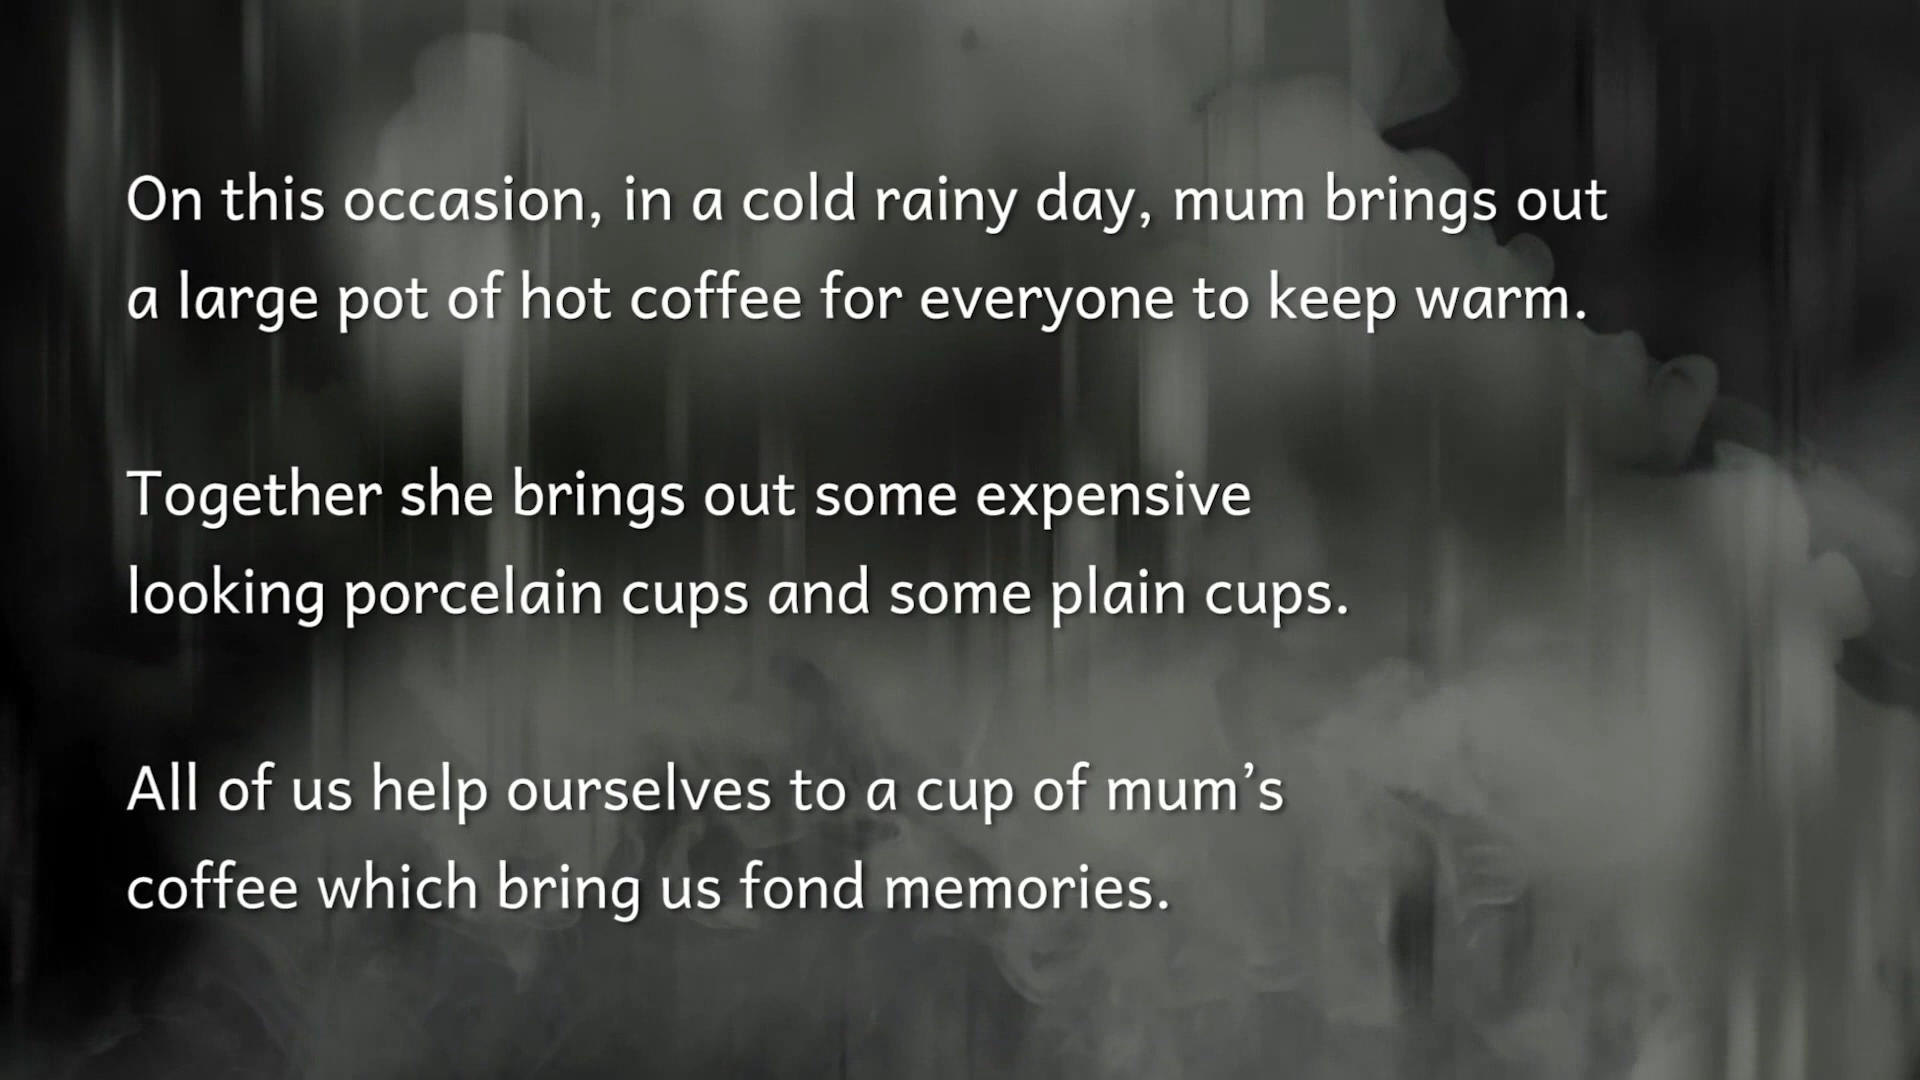 On this occasion, in a cold rainy day, mum brings out
a large pot of hot coffee for everyone to keep warm.
Together she brings out some expensive
looking porcelain cups and some plain cups.
All of us help ourselves to a cup of mum’s
coffee which bring us fond memories.